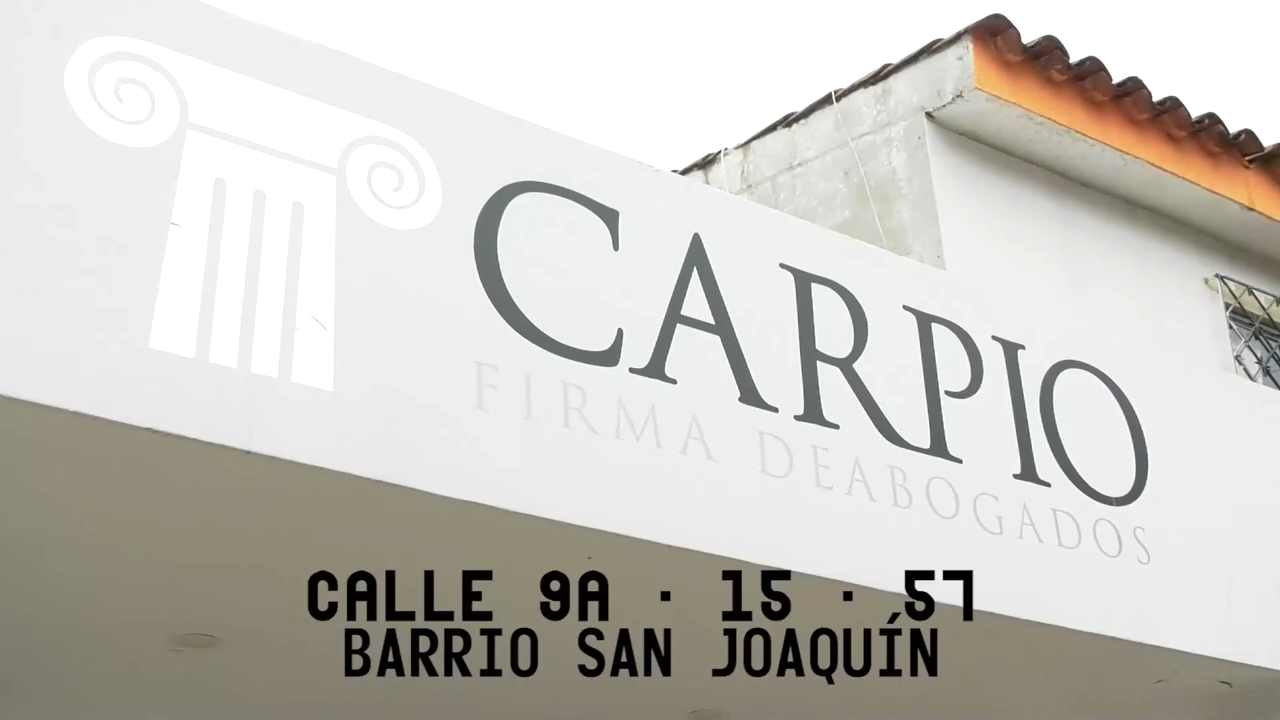 CARPIO
FIRMA DEABOGADOS
CALLE 9A · 15 · 57
BARRIO SAN JOAQUÍN